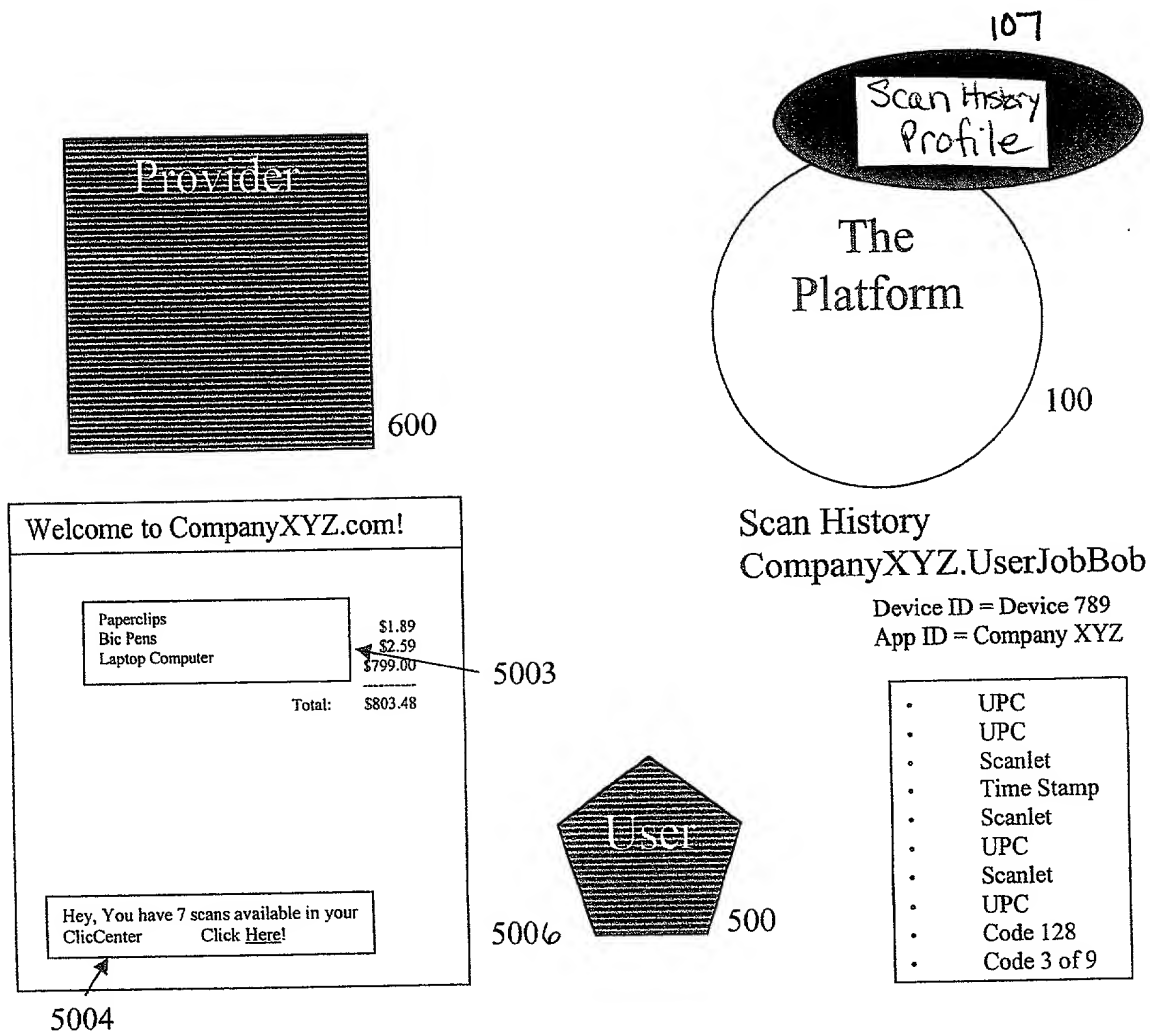 107
Scan History
Profile
Provider
The
Platform
600
100
Welcome to CompanyXYZ.com!
Scan History
CompanyXYZ.UserJobBob
Device ID = Device 789
App ID = Company XYZ
Paperclips $1.89
Bic Pens $2.59
Laptop Computer $799.00
----------
Total: $803.48
5003
• UPC
• UPC
• Scanlet
• Time Stamp
• Scanlet
• UPC
• Scanlet
• UPC
• Code 128
• Code 3 of 9
User
500
5006
Hey, You have 7 scans available in your
ClicCenter Click Here!
5004